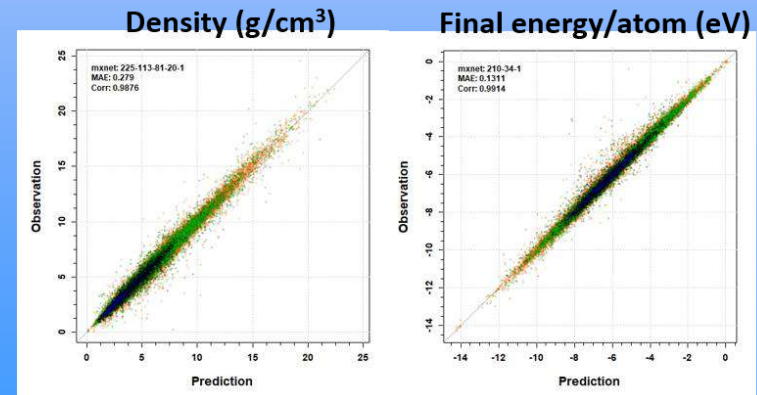 Density (g/cm³)
mxnet: 225-113-81-20-1
MAE: 0.279
Corr: 0.9876
25
20
15
10
5
0
Observation
0 5 10 15 20 25
Prediction
Final energy/atom (eV)
mxnet: 210-34-1
MAE: 0.1311
Corr: 0.9914
0
-2
-4
-6
-8
-10
-12
-14
Observation
-14 -12 -10 -8 -6 -4 -2 0
Prediction